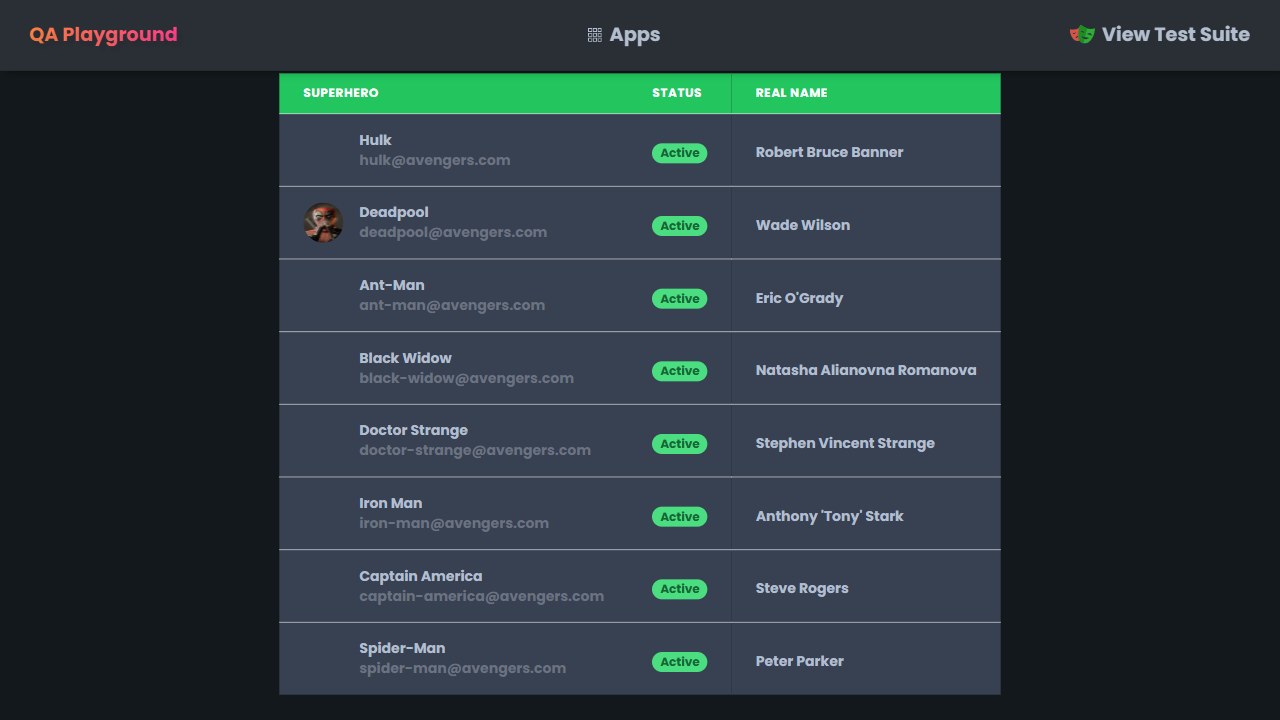 QA Playground
Apps
View Test Suite
SUPERHERO STATUS REAL NAME
Hulk
hulk@avengers.com
Active
Robert Bruce Banner
Deadpool
deadpool@avengers.com
Active
Wade Wilson
Ant-Man
ant-man@avengers.com
Active
Eric O'Grady
Black Widow
black-widow@avengers.com
Active
Natasha Alianovna Romanova
Doctor Strange
doctor-strange@avengers.com
Active
Stephen Vincent Strange
Iron Man
iron-man@avengers.com
Active
Anthony 'Tony' Stark
Captain America
captain-america@avengers.com
Active
Steve Rogers
Spider-Man
spider-man@avengers.com
Active
Peter Parker